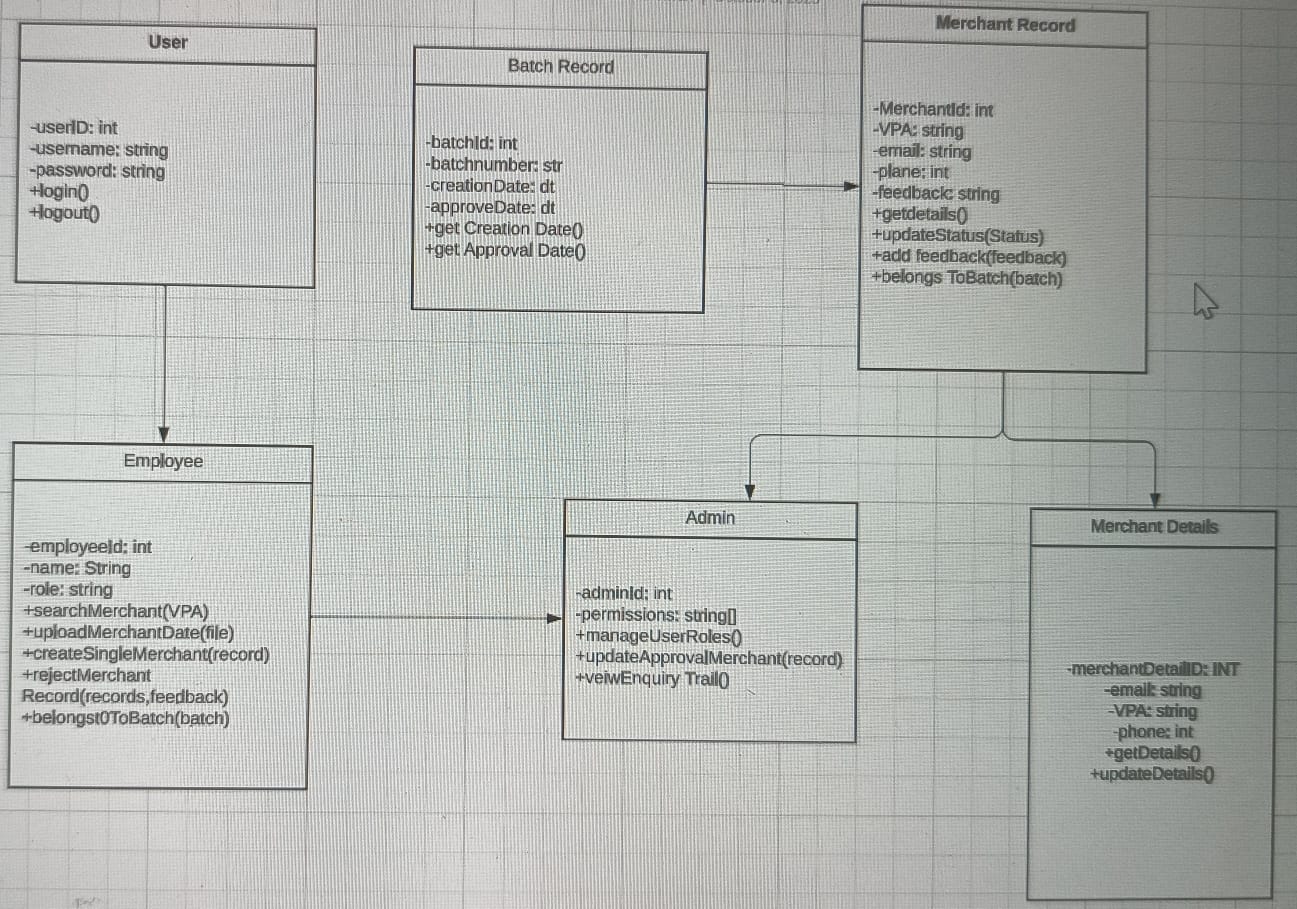 User
-userID: int
-username: string
-password: string
+login()
+logout()
Batch Record
-batchId: int
-batchnumber: str
-creationDate: dt
-approveDate: dt
+get Creation Date()
+get Approval Date()
Merchant Record
-MerchantId: int
-VPA: string
-email: string
-plane: int
-feedback: string
+getdetails()
+updateStatus(Status)
+add feedback(feedback)
+belongs ToBatch(batch)
Employee
-employeeId: int
-name: String
-role: string
+searchMerchant(VPA)
+uploadMerchantDate(file)
+createSingleMerchant(record)
+rejectMerchant
Record(records,feedback)
+belongst0ToBatch(batch)
Admin
-adminId: int
-permissions: string[]
+manageUserRoles()
+updateApprovalMerchant(record)
+veiwEnquiry Trail()
Merchant Details
-merchantDetailID: INT
-email: string
-VPA: string
-phone: int
+getDetails()
+updateDetails()